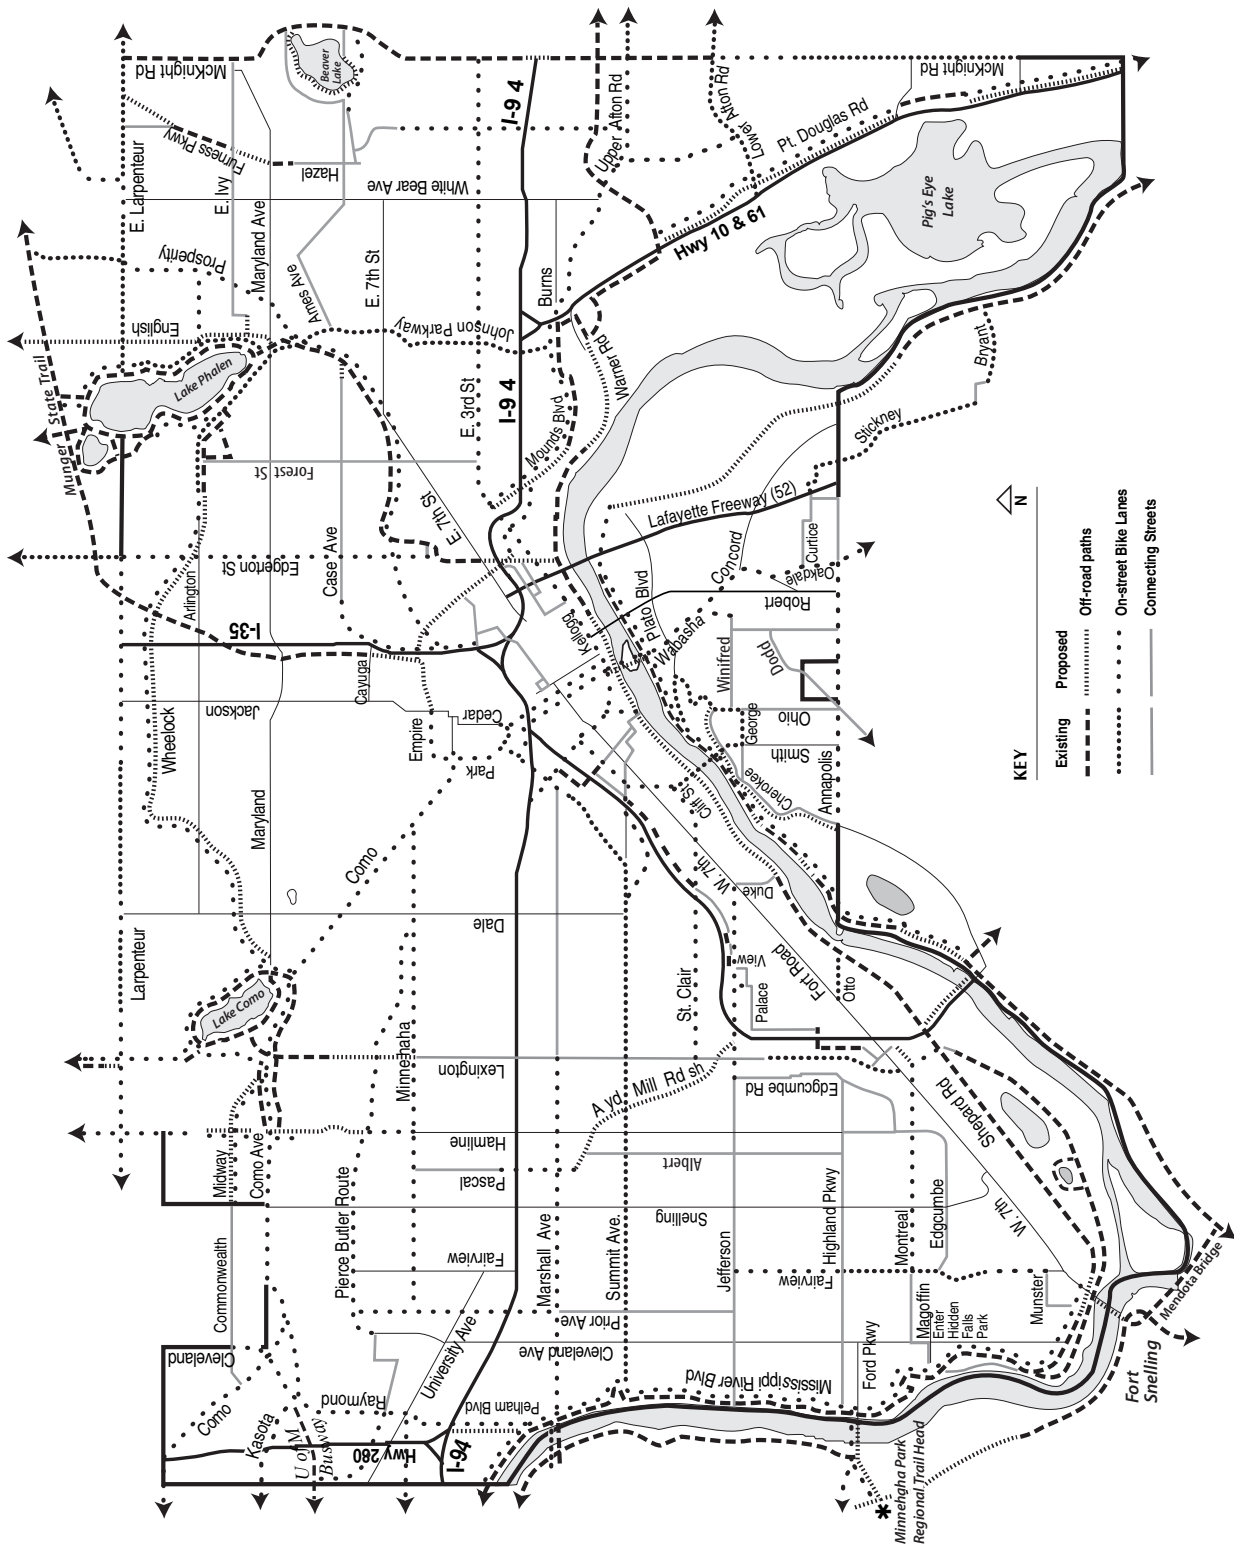 McKnight Rd
Beaver
Lake
I-94
Upper Afton Rd
Lower Afton Rd
McKnight Rd
Pt. Douglas Rd
E. Larpenteur
Furness Pkwy
E. Ivy
Hazel
White Bear Ave
Maryland Ave
Prosperity
Ames Ave
E. 7th St
Burns
Hwy 10 & 61
Pig's Eye
Lake
English
Johnson Parkway
Lake Phalen
Munger State Trail
E. 3rd St
I-94
Mounds Blvd
Warner Rd
Bryant
Stickney
Forest St
E. 7th St
Lafayette Freeway (52)
Edgerton St
Case Ave
Arlington
I-35
Kellogg
Plato Blvd
Concord
Curtice
Oakdale
Robert
Wabasha
Winifred
Dodd
Cayuga
Jackson
Wheelock
Empire
Cedar
Park
George
Ohio
Smith
Cherokee
Annapolis
Cliff St
W. 7th
Duke
Maryland
Como
Larpenteur
Dale
Lake Como
St. Clair
View
Palace
Fort Road
Otto
Minnehaha
Lexington
Ayd Mill Rd sh
Edgcumbe Rd
Shepard Rd
Midway
Como Ave
Hamline
Pascal
Albert
Snelling
Pierce Butler Route
Fairview
Marshall Ave
Summit Ave.
Jefferson
Highland Pkwy
Montreal
Edgcumbe
W. 7th
Fairview
Commonwealth
Cleveland
Prior Ave
Cleveland Ave
University Ave
Magoffin
Enter
Hidden
Falls
Park
Munster
Mendota Bridge
Ford Pkwy
Mississippi River Blvd
Raymond
Pelham Blvd
Como
Kasota
U of M
Busway
Hwy 280
I-94
Fort
Snelling
Minnehaha Park
Regional Trail Head
*
KEY
N
Existing Proposed
Off-road paths
On-street Bike Lanes
Connecting Streets